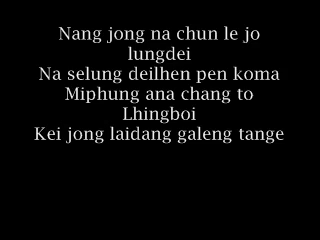 Nang jong na chun le jo
lungdei
Na selung deilhen pen koma
Miphung ana chang to
Lhingboi
Kei jong laidang galeng tange